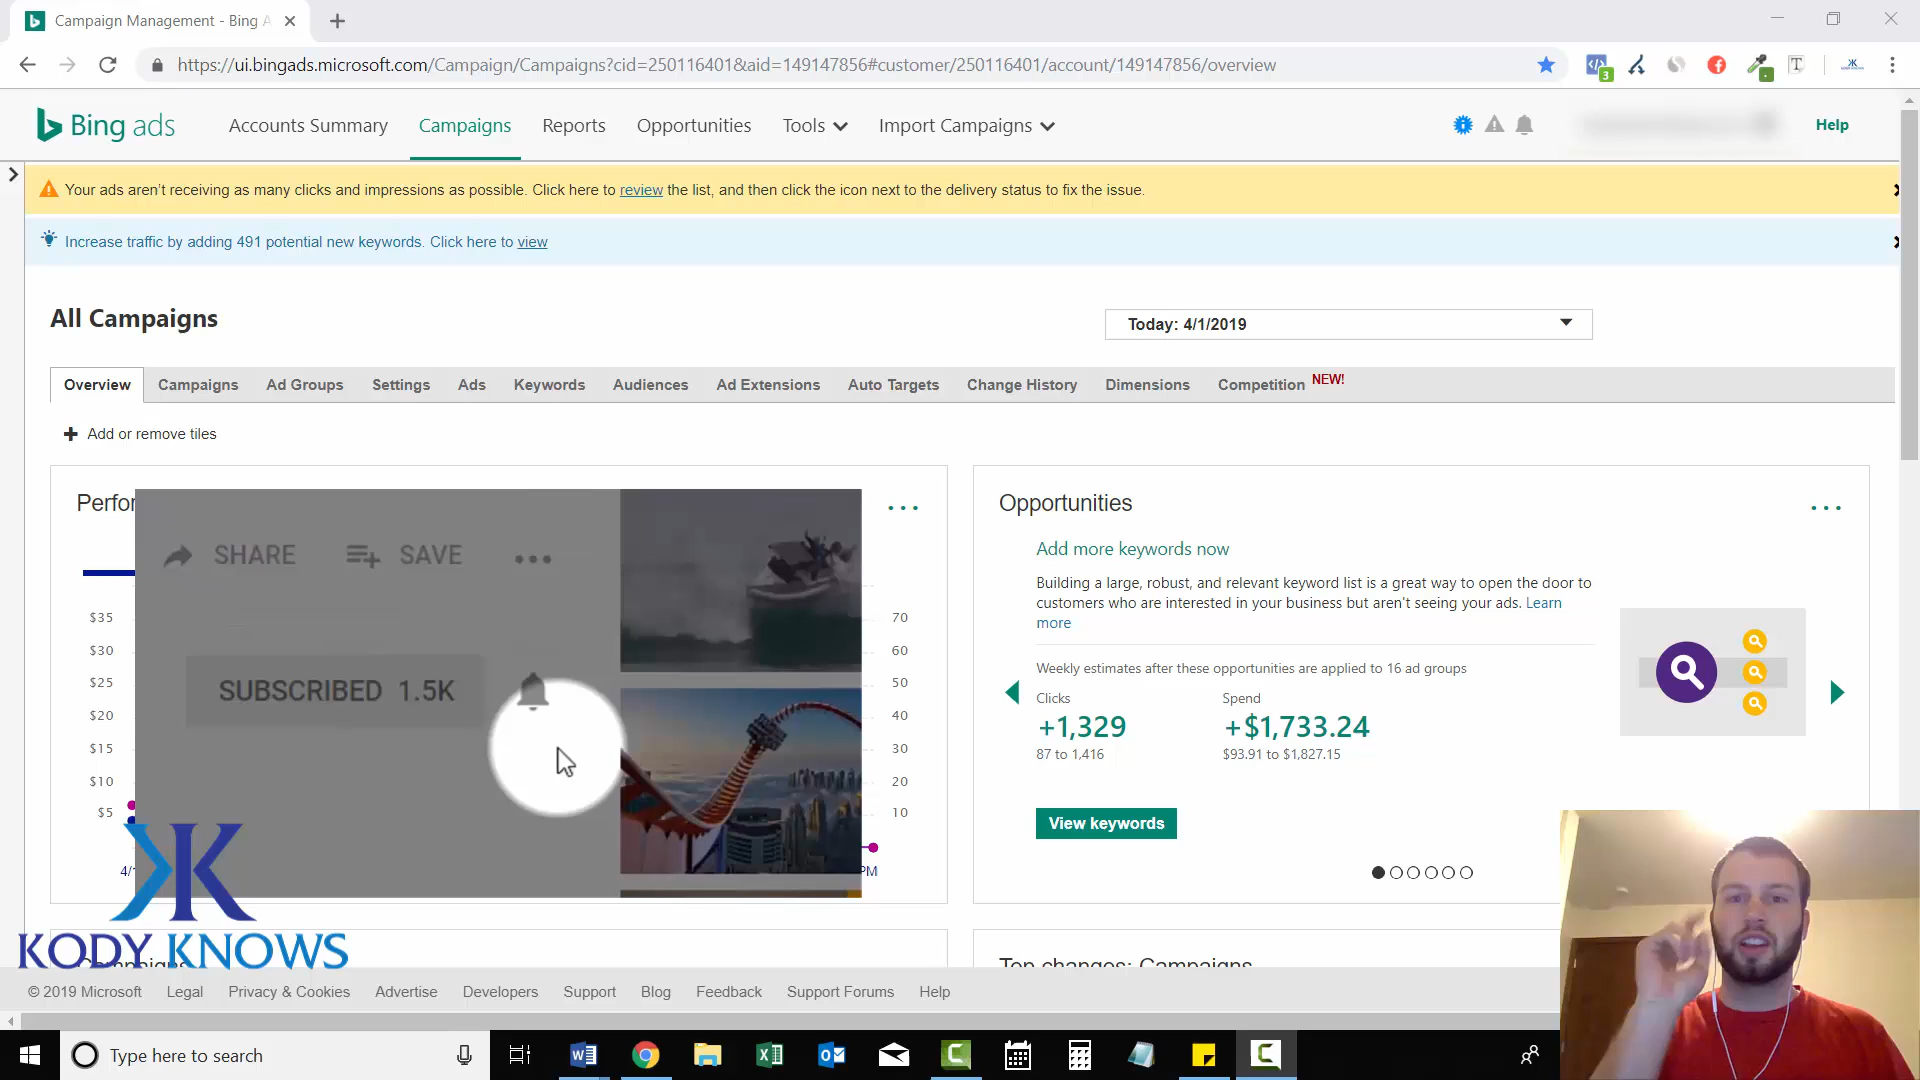 Campaign Management - Bing A
https://ui.bingads.microsoft.com/Campaign/Campaigns?cid=250116401&aid=149147856#customer/250116401/account/149147856/overview
3
T
KODY KNOWS
Bing ads
Accounts Summary
Campaigns
Reports
Opportunities
Tools
Import Campaigns
Help
Your ads aren't receiving as many clicks and impressions as possible. Click here to review the list, and then click the icon next to the delivery status to fix the issue.
Increase traffic by adding 491 potential new keywords. Click here to view
All Campaigns
Today: 4/1/2019
Overview
Campaigns
Ad Groups
Settings
Ads
Keywords
Audiences
Ad Extensions
Auto Targets
Change History
Dimensions
Competition NEW!
Add or remove tiles
Perfor
SHARE
SAVE
SUBSCRIBED 1.5K
$35
$30
$25
$20
$15
$10
$5
70
60
50
40
30
20
10
4/1
PM
Opportunities
Add more keywords now
Building a large, robust, and relevant keyword list is a great way to open the door to
customers who are interested in your business but aren't seeing your ads. Learn
more
Weekly estimates after these opportunities are applied to 16 ad groups
Clicks
+1,329
87 to 1,416
Spend
+$1,733.24
$93.91 to $1,827.15
View keywords
KODY KNOWS
Campaigns
Top changes: Campaigns
© 2019 Microsoft
Legal
Privacy & Cookies
Advertise
Developers
Support
Blog
Feedback
Support Forums
Help
Type here to search